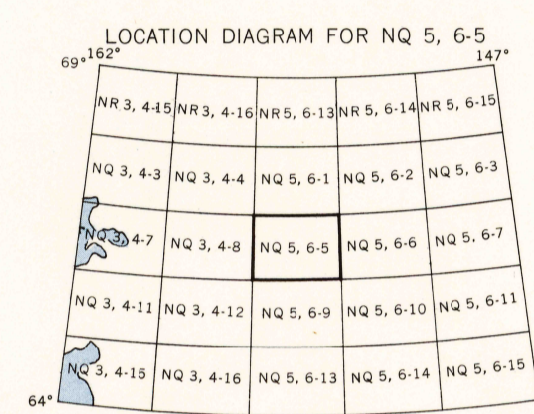 LOCATION DIAGRAM FOR NQ 5, 6-5
69° 162° 147°
NR 3, 4-15 NR 3, 4-16 NR 5, 6-13 NR 5, 6-14 NR 5, 6-15
NQ 3, 4-3 NQ 3, 4-4 NQ 5, 6-1 NQ 5, 6-2 NQ 5, 6-3
NQ 3, 4-7 NQ 3, 4-8 NQ 5, 6-5 NQ 5, 6-6 NQ 5, 6-7
NQ 3, 4-11 NQ 3, 4-12 NQ 5, 6-9 NQ 5, 6-10 NQ 5, 6-11
NQ 3, 4-15 NQ 3, 4-16 NQ 5, 6-13 NQ 5, 6-14 NQ 5, 6-15
64°